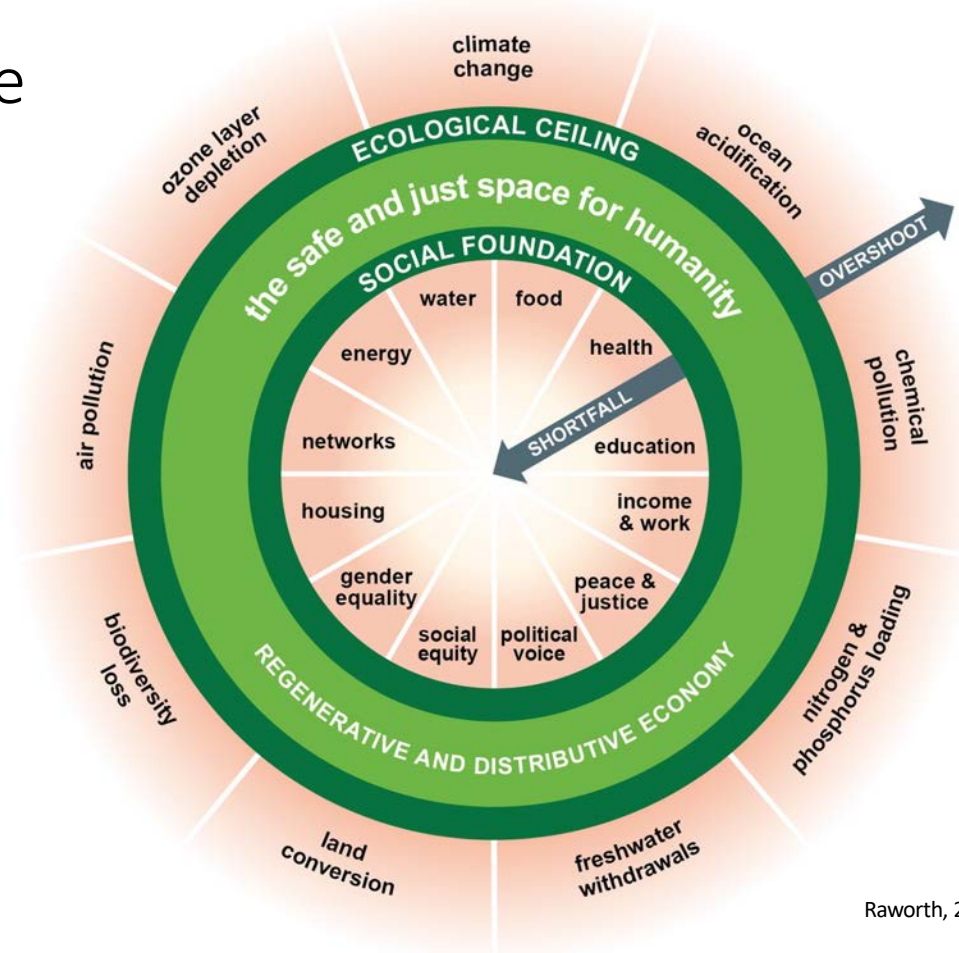 e
climate
change
ozone layer
depletion
ocean
acidification
ECOLOGICAL CEILING
the safe and just space for humanity
OVERSHOOT
SOCIAL FOUNDATION
water
food
energy
health
SHORTFALL
air pollution
chemical
pollution
networks
education
housing
income
& work
gender
equality
peace &
justice
social
equity
political
voice
biodiversity
loss
nitrogen &
phosphorus loading
REGENERATIVE AND DISTRIBUTIVE ECONOMY
land
conversion
freshwater
withdrawals
Raworth, 2